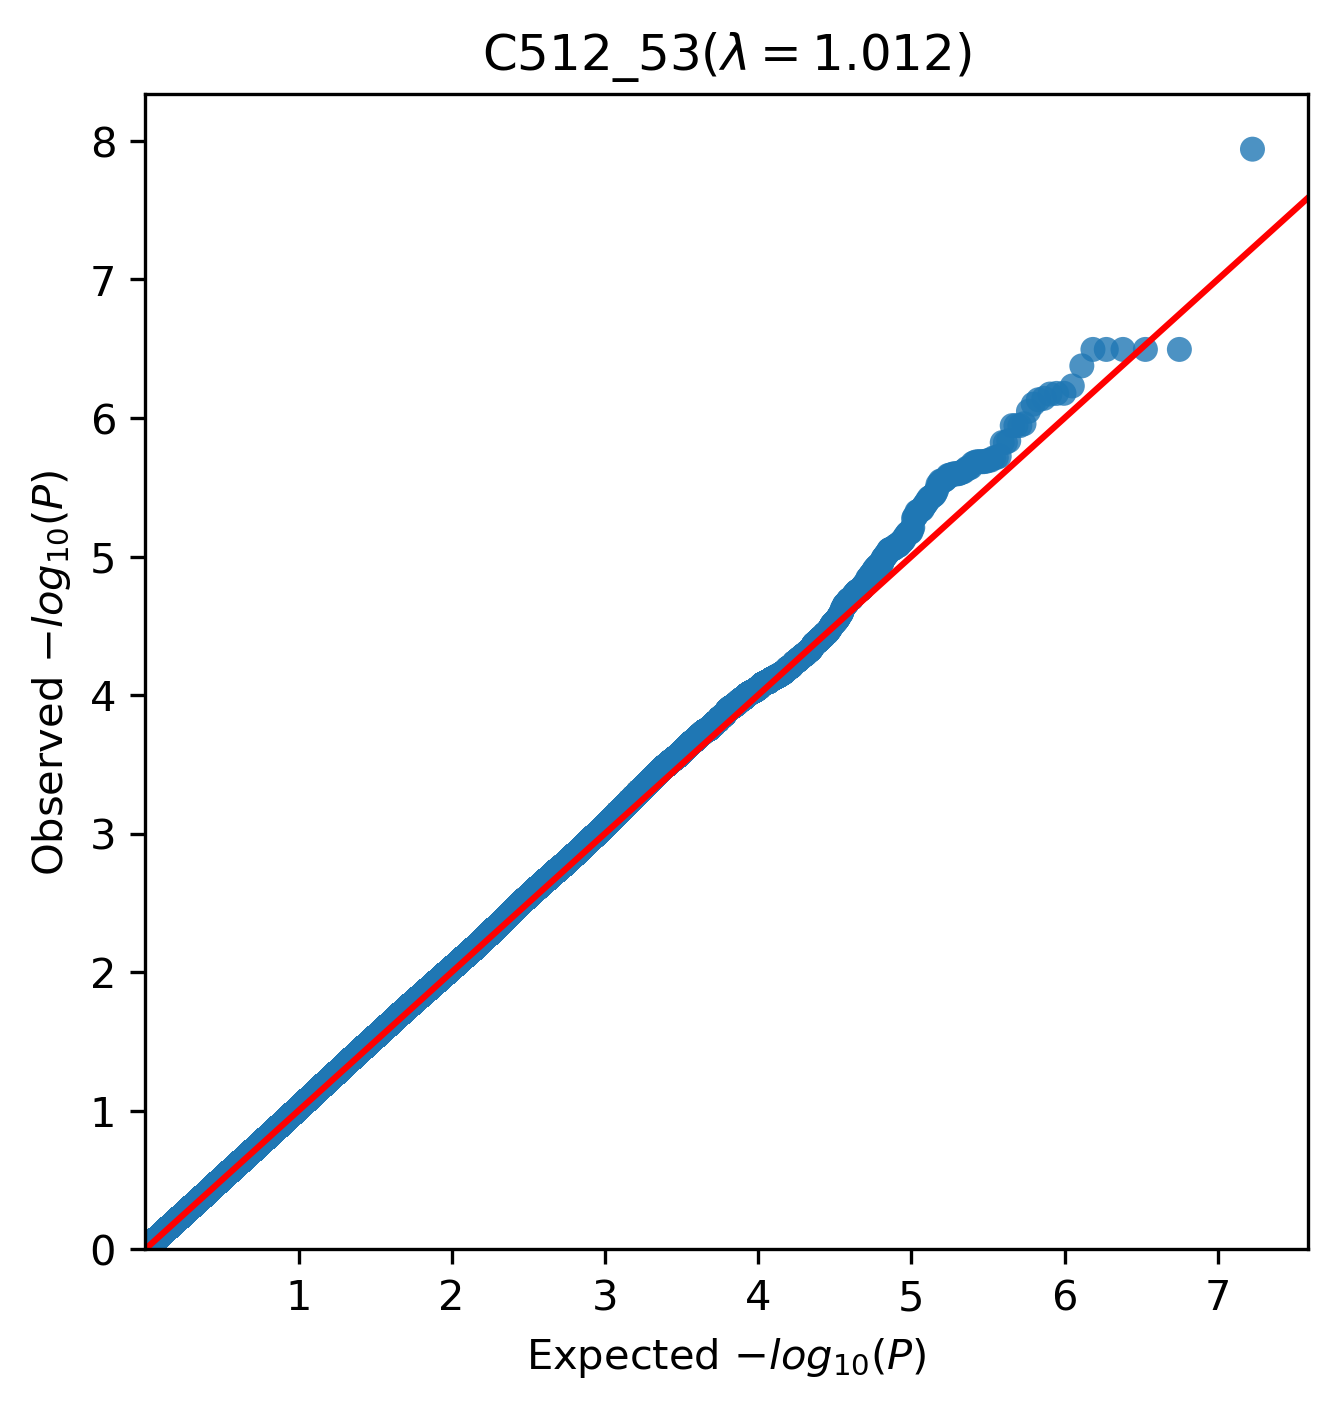 C512_53(λ = 1.012)
Observed −log₁₀(P)
8
7
6
5
4
3
2
1
0
1 2 3 4 5 6 7
Expected −log₁₀(P)